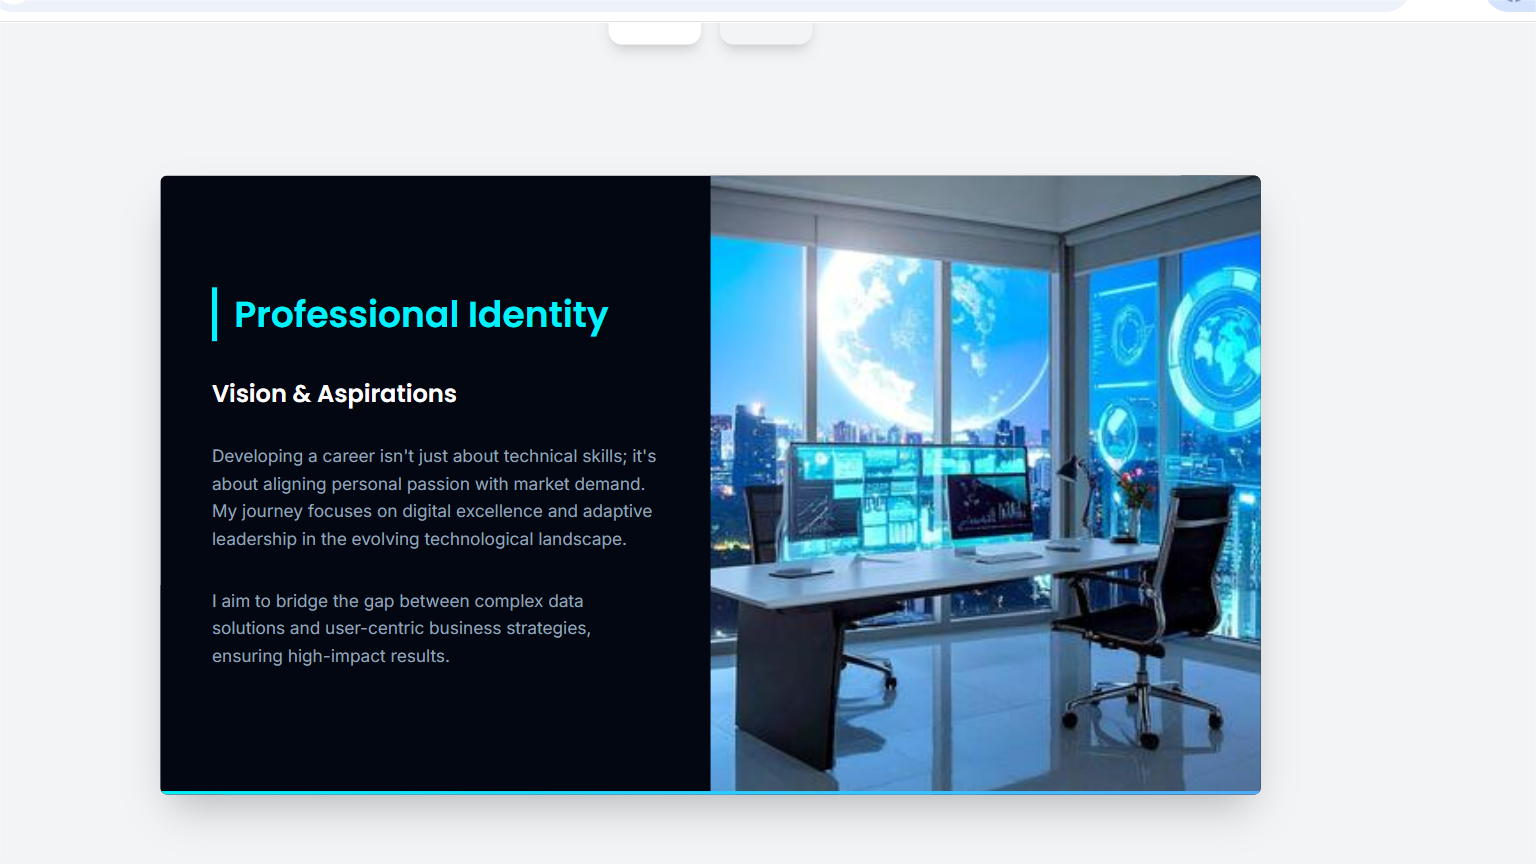 Professional Identity
Vision & Aspirations
Developing a career isn't just about technical skills; it's
about aligning personal passion with market demand.
My journey focuses on digital excellence and adaptive
leadership in the evolving technological landscape.
I aim to bridge the gap between complex data
solutions and user-centric business strategies,
ensuring high-impact results.